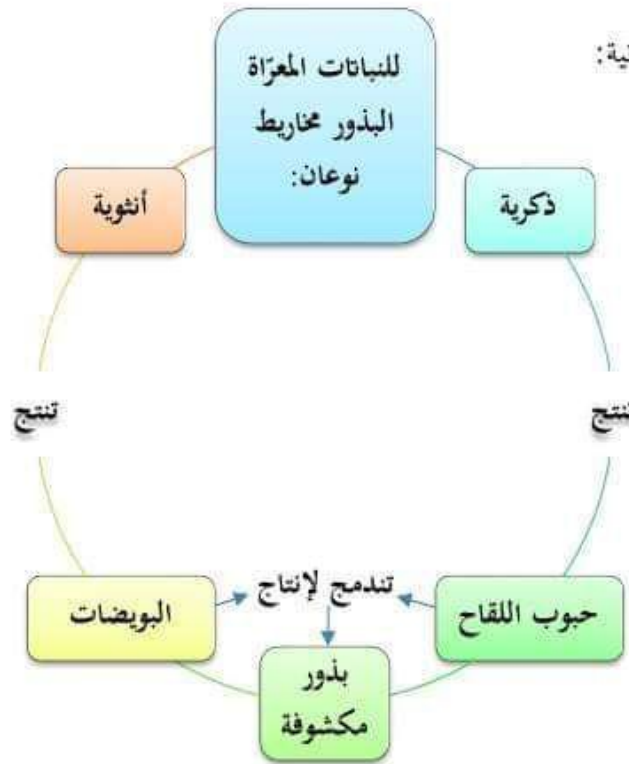 للنباتات المعرّاة
البذور مخاريط
نوعان:
ذكرية
أنثوية
تنتج
تنتج
تندمج لإنتاج
حبوب اللقاح
البويضات
بذور
مكشوفة